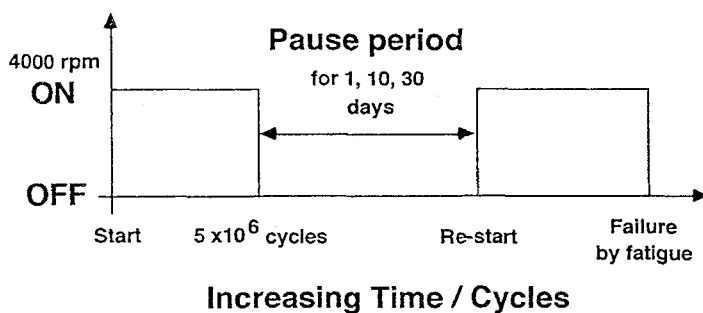 Pause period
4000 rpm
ON
for 1, 10, 30
days
OFF
Start
5 x10⁶ cycles
Re-start
Failure
by fatigue
Increasing Time / Cycles